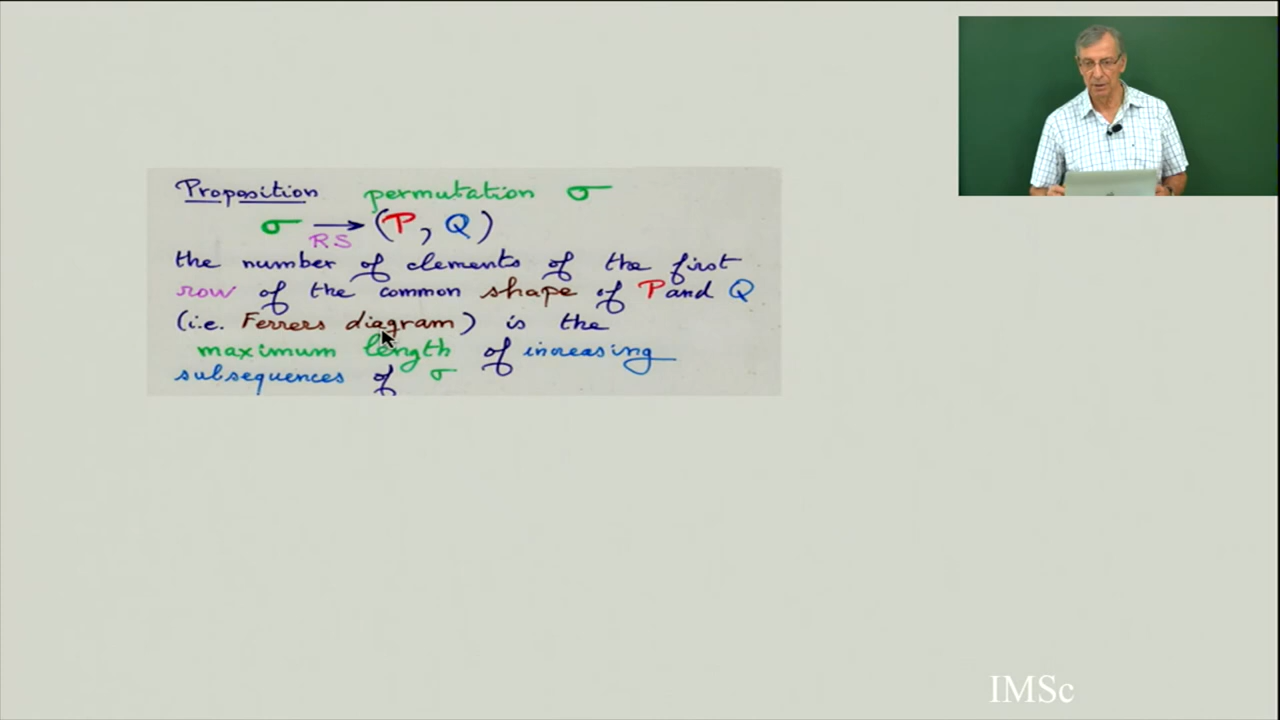 Proposition permutation σ
σ ⟶ (P, Q)
RS
the number of elements of the first
row of the common shape of P and Q
(i.e. Ferrers diagram) is the
maximum length of increasing
subsequences of σ
IMSc